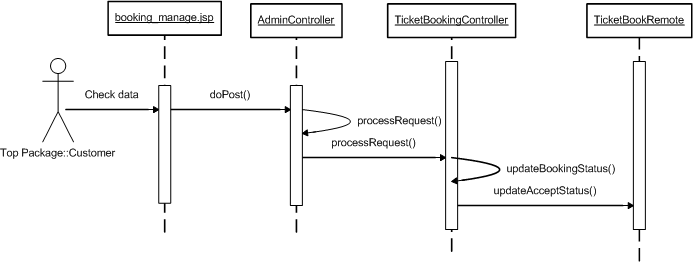 booking_manage.jsp
AdminController
TicketBookingController
TicketBookRemote
Check data
doPost()
processRequest()
processRequest()
updateBookingStatus()
updateAcceptStatus()
Top Package::Customer